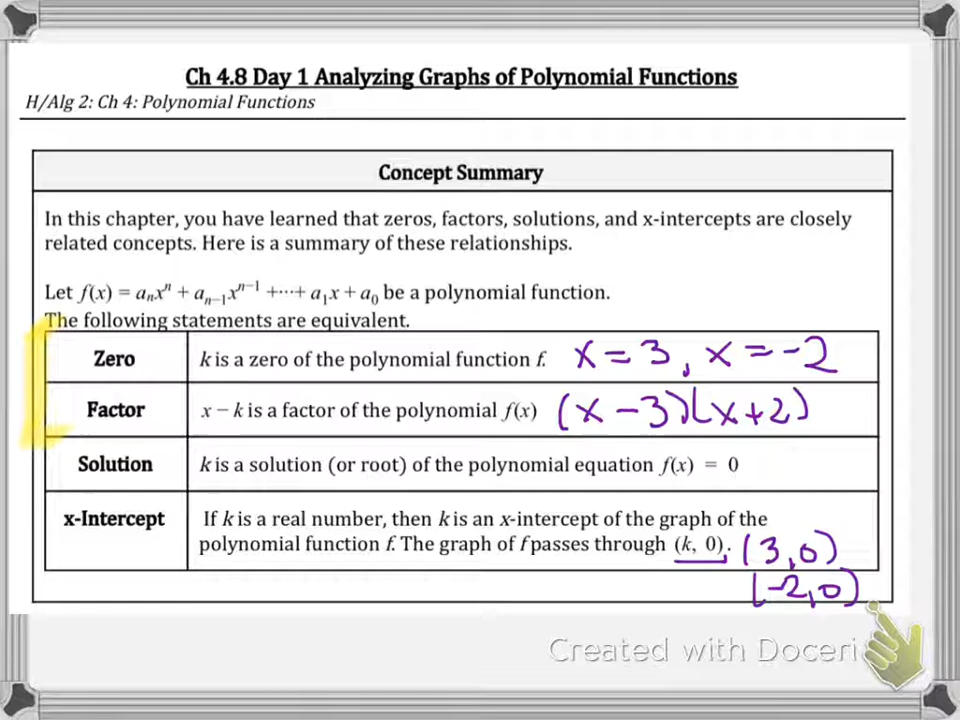 Ch 4.8 Day 1 Analyzing Graphs of Polynomial Functions
H/Alg 2: Ch 4: Polynomial Functions
Concept Summary
In this chapter, you have learned that zeros, factors, solutions, and x-intercepts are closely
related concepts. Here is a summary of these relationships.
Let f(x) = aₙxⁿ + aₙ₋₁xⁿ⁻¹ +···+ a₁x + a₀ be a polynomial function.
The following statements are equivalent.
Zero k is a zero of the polynomial function f. x = 3, x = -2
Factor x − k is a factor of the polynomial f(x) (x - 3)(x + 2)
Solution k is a solution (or root) of the polynomial equation f(x) = 0
x-Intercept If k is a real number, then k is an x-intercept of the graph of the
polynomial function f. The graph of f passes through (k, 0). (3,0)
(-2,0)
Created with Doceri